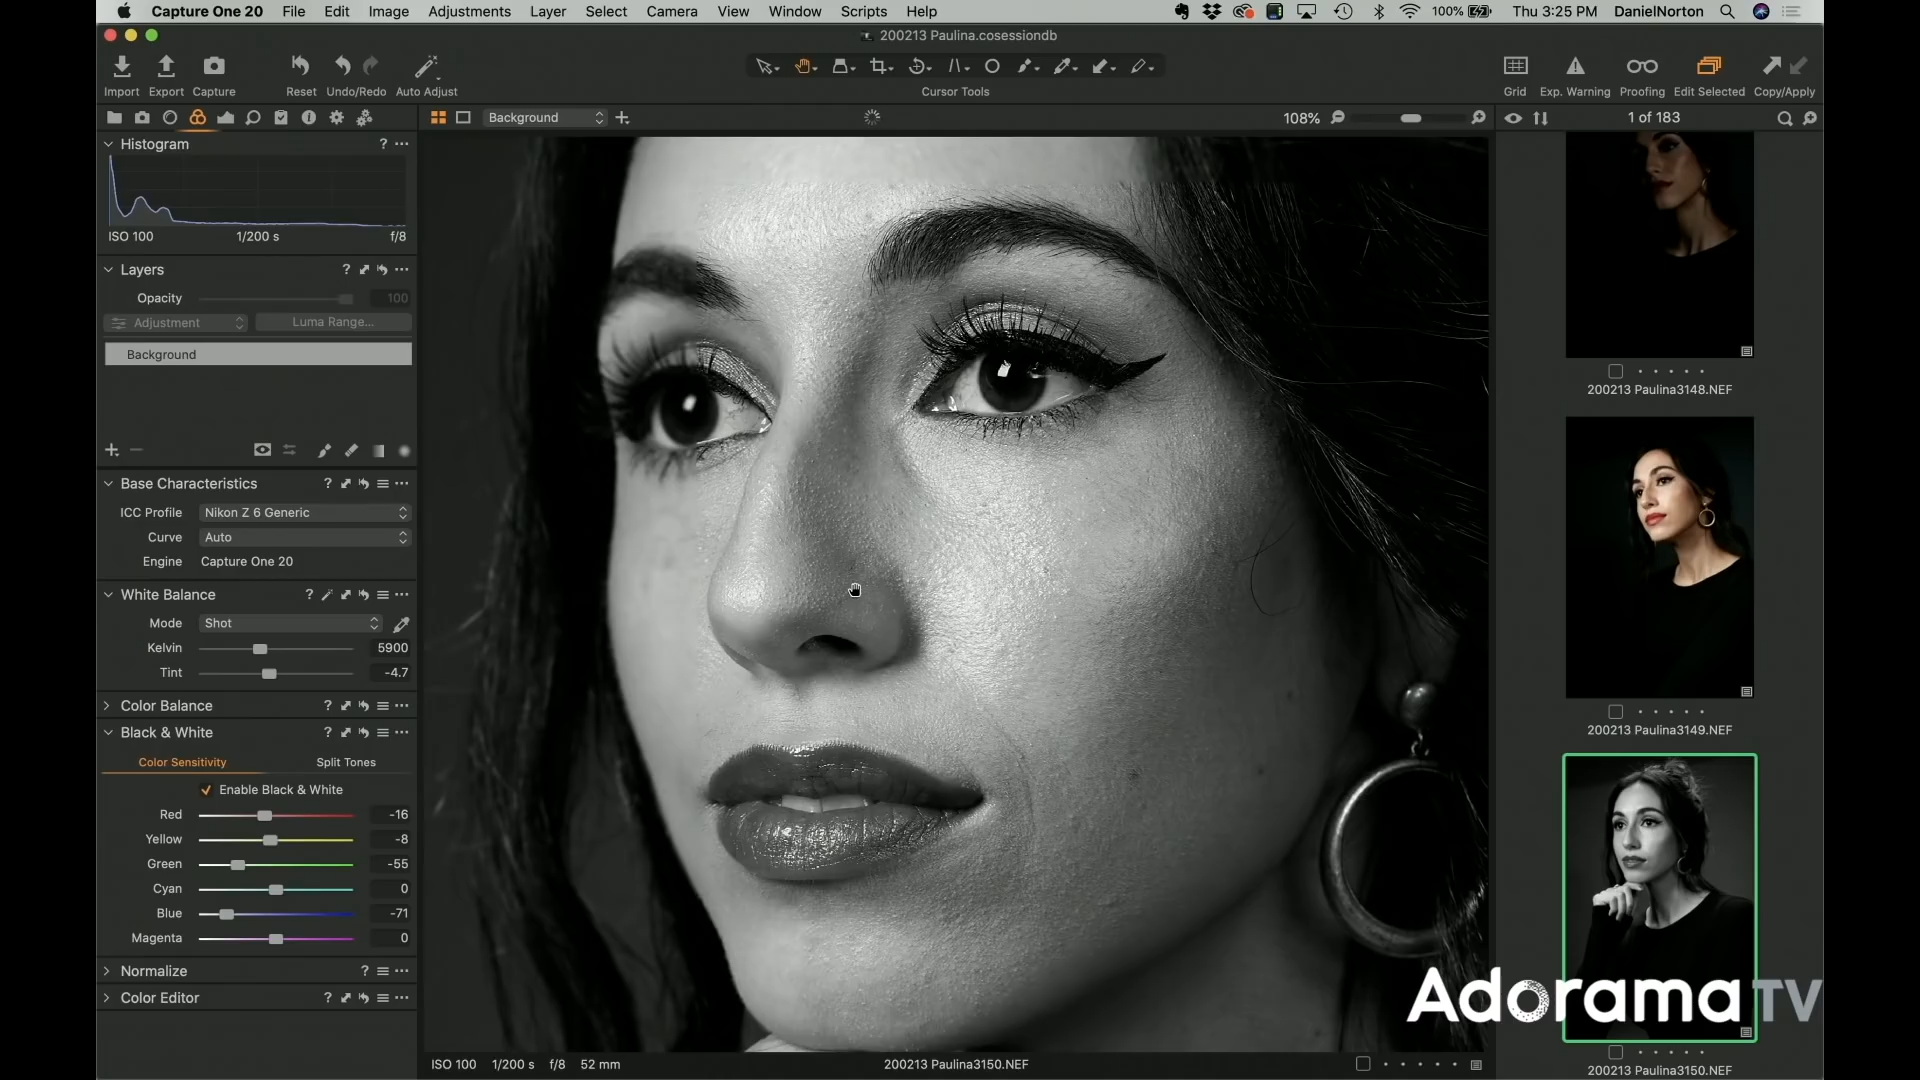 Capture One 20 File Edit Image Adjustments Layer Select Camera View Window Scripts Help 100% Thu 3:25 PM DanielNorton
200213 Paulina.cosessiondb
Import Export Capture Reset Undo/Redo Auto Adjust Cursor Tools Grid Exp. Warning Proofing Edit Selected Copy/Apply
Background 108% 1 of 183
Histogram ?
ISO 100 1/200 s f/8
Layers ?
Opacity 100
Adjustment Luma Range...
Background
Base Characteristics ?
ICC Profile Nikon Z 6 Generic
Curve Auto
Engine Capture One 20
White Balance ?
Mode Shot
Kelvin 5900
Tint -4.7
Color Balance ?
Black & White ?
Color Sensitivity Split Tones
Enable Black & White
Red -16
Yellow -8
Green -55
Cyan 0
Blue -71
Magenta 0
Normalize ?
Color Editor ?
ISO 100 1/200 s f/8 52 mm 200213 Paulina3150.NEF
200213 Paulina3148.NEF
200213 Paulina3149.NEF
Adorama TV
200213 Paulina3150.NEF